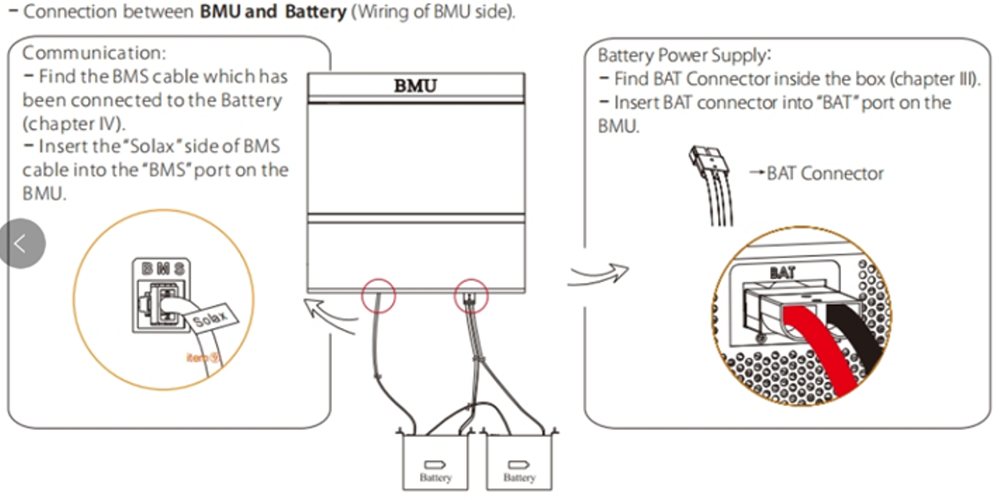 – Connection between BMU and Battery (Wiring of BMU side).
Communication:
– Find the BMS cable which has
been connected to the Battery
(chapter IV).
– Insert the "Solax" side of BMS
cable into the "BMS" port on the
BMU.
BMS
Solax
BMU
Battery
Battery
Battery Power Supply:
– Find BAT Connector inside the box (chapter III).
– Insert BAT connector into "BAT" port on the
BMU.
→BAT Connector
BAT